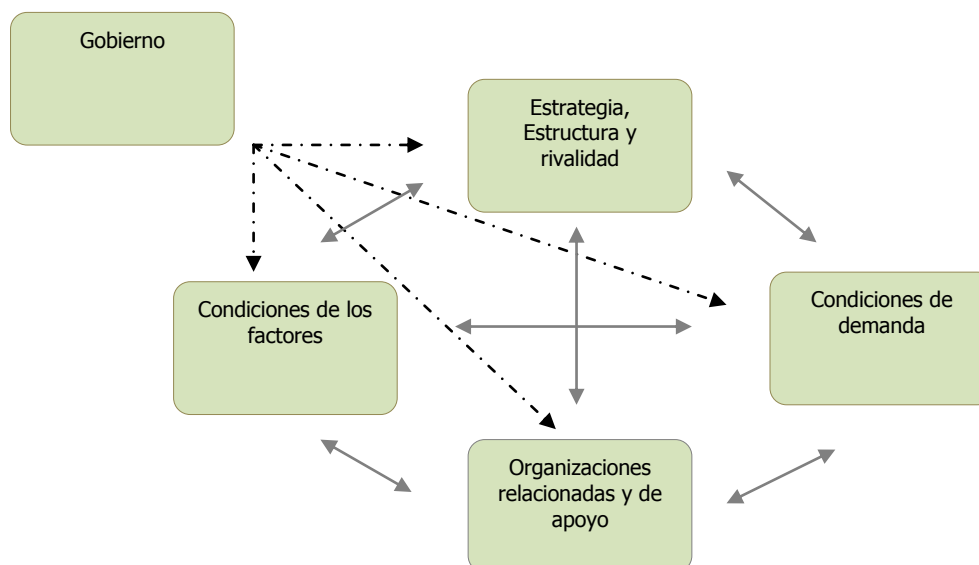 Gobierno
Estrategia,
Estructura y
rivalidad
Condiciones de los
factores
Condiciones de
demanda
Organizaciones
relacionadas y de
apoyo